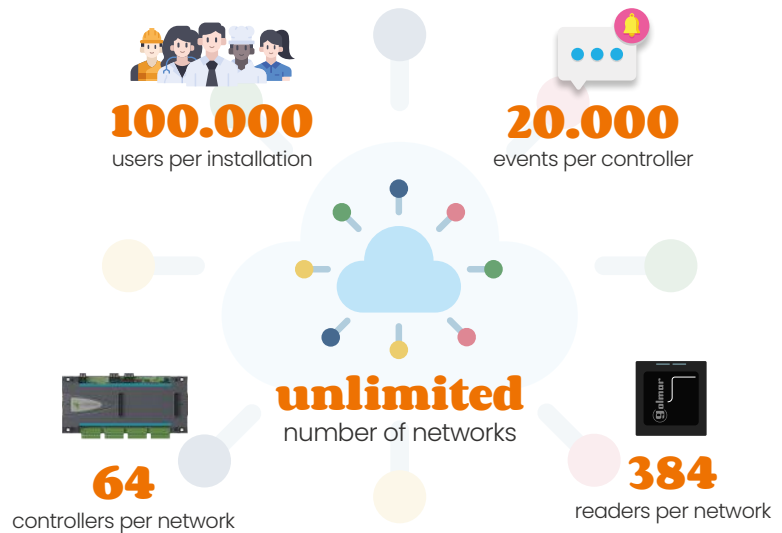 100.000
users per installation
20.000
events per controller
unlimited
number of networks
golmar
64
controllers per network
384
readers per network